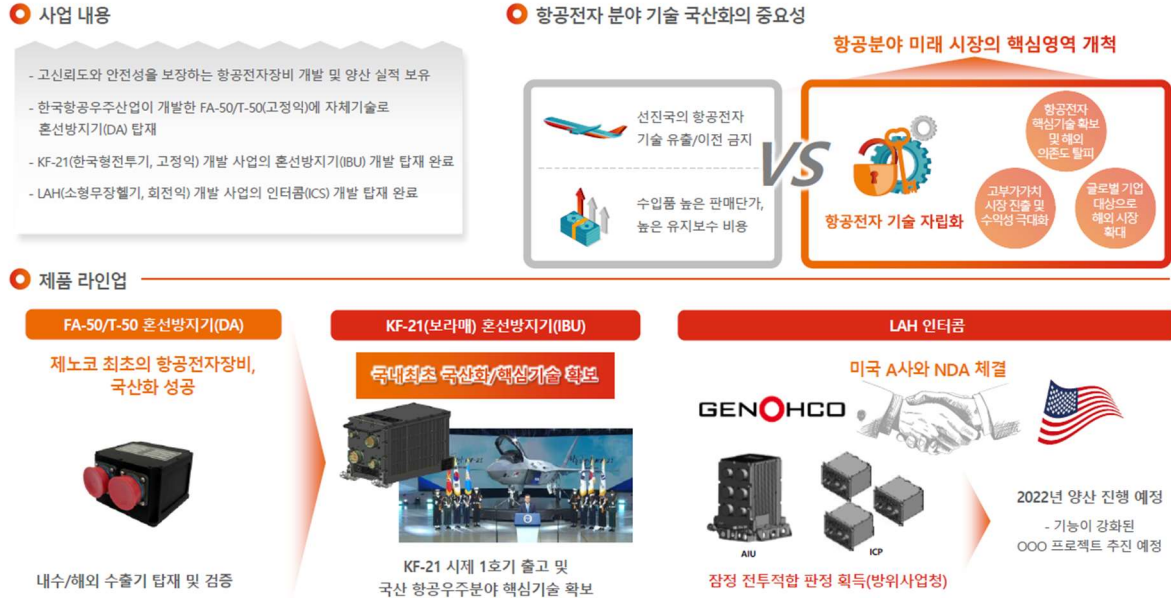 사업 내용
- 고신뢰도와 안전성을 보장하는 항공전자장비 개발 및 양산 실적 보유
- 한국항공우주산업이 개발한 FA-50/T-50(고정익)에 자체기술로
혼선방지기(DA) 탑재
- KF-21(한국형전투기, 고정익) 개발 사업의 혼선방지기(IBU) 개발 탑재 완료
- LAH(소형무장헬기, 회전익) 개발 사업의 인터콤(ICS) 개발 탑재 완료
항공전자 분야 기술 국산화의 중요성
항공분야 미래 시장의 핵심영역 개척
선진국의 항공전자
기술 유출/이전 금지
수입품 높은 판매단가,
높은 유지보수 비용
VS
항공전자 기술 자립화
항공전자
핵심기술 확보
및 해외
의존도 탈피
고부가가치
시장 진출 및
수익성 극대화
글로벌 기업
대상으로
해외 시장
확대
제품 라인업
FA-50/T-50 혼선방지기(DA)
제노코 최초의 항공전자장비,
국산화 성공
내수/해외 수출기 탑재 및 검증
KF-21(보라매) 혼선방지기(IBU)
국내최초 국산화/핵심기술 확보
KF-21 시제 1호기 출고 및
국산 항공우주분야 핵심기술 확보
LAH 인터콤
미국 A사와 NDA 체결
GENOHCO
AIU
ICP
잠정 전투적합 판정 획득(방위사업청)
2022년 양산 진행 예정
- 기능이 강화된
OOO 프로젝트 추진 예정